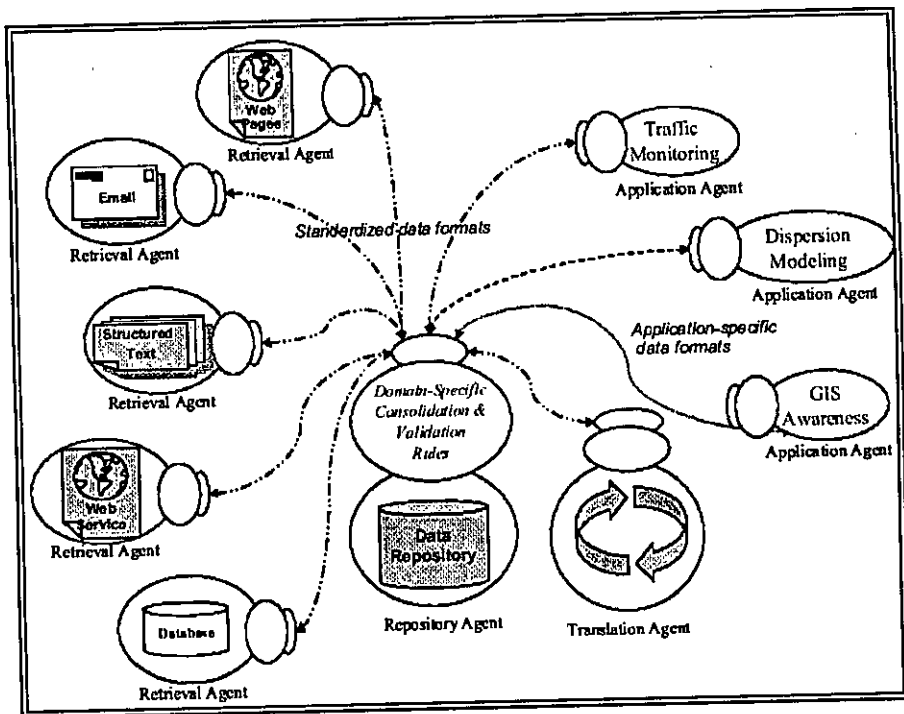 Web
Pages
Retrieval Agent
Email
Retrieval Agent
Structured
Text
Retrieval Agent
Web
Service
Retrieval Agent
Database
Retrieval Agent
Standardized data formats
Domain-Specific
Consolidation &
Validation
Rules
Data
Repository
Repository Agent
Translation Agent
Traffic
Monitoring
Application Agent
Dispersion
Modeling
Application Agent
Application-specific
data formats
GIS
Awareness
Application Agent